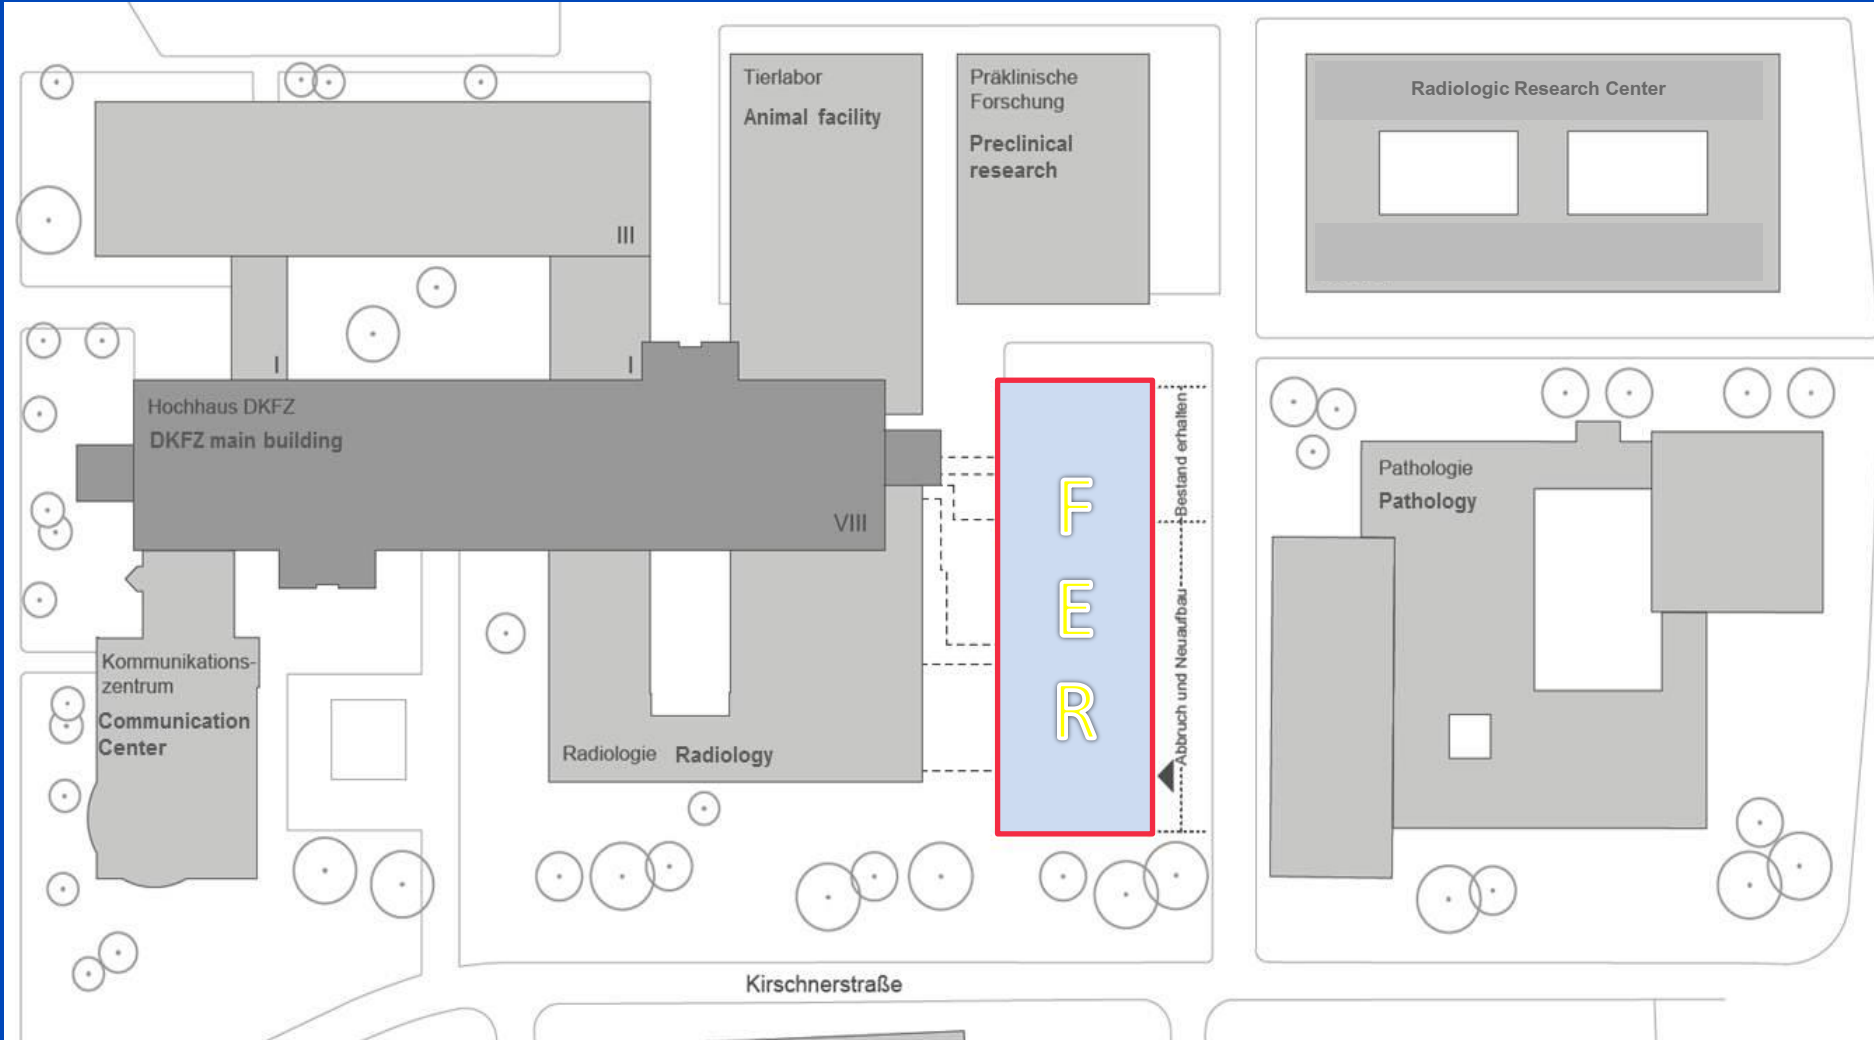 Tierlabor
Animal facility
Präklinische
Forschung
Preclinical
research
Radiologic Research Center
III
I
I
Hochhaus DKFZ
DKFZ main building
VIII
F
E
R
Bestand erhalten
Abbruch und Neuaufbau
Pathologie
Pathology
Kommunikations-
zentrum
Communication
Center
Radiologie Radiology
Kirschnerstraße